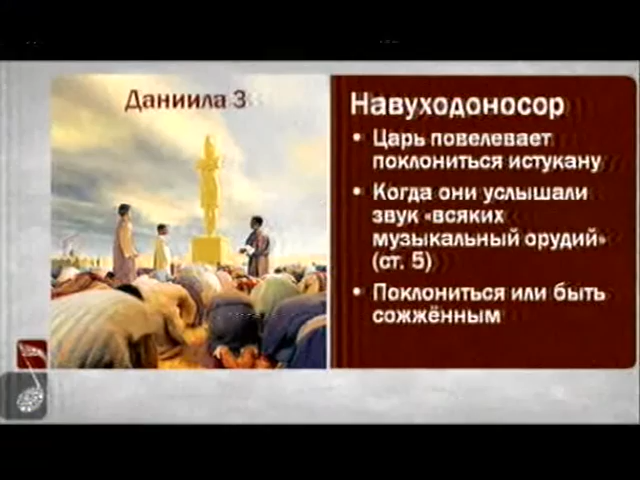 Даниила 3
Навуходоносор
• Царь повелевает
поклониться истукану
• Когда они услышали
звук «всяких
музыкальный орудий»
(ст. 5)
• Поклониться или быть
сожжённым